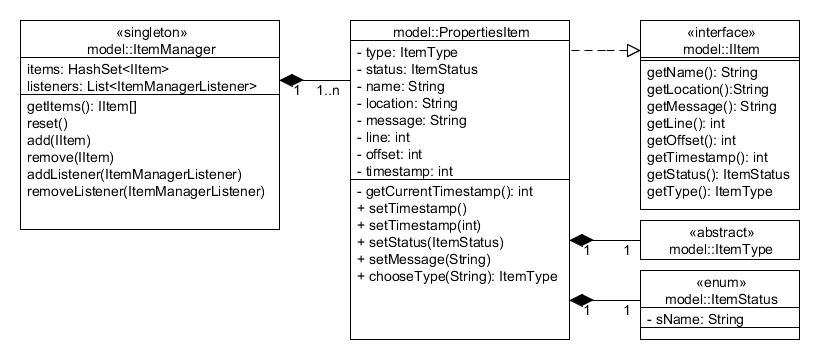 «singleton»
model::ItemManager
items: HashSet<IItem>
listeners: List<ItemManagerListener>
getItems(): IItem[]
reset()
add(IItem)
remove(IItem)
addListener(ItemManagerListener)
removeListener(ItemManagerListener)
1
1..n
model::PropertiesItem
- type: ItemType
- status: ItemStatus
- name: String
- location: String
- message: String
- line: int
- offset: int
- timestamp: int
- getCurrentTimestamp(): int
+ setTimestamp()
+ setTimestamp(int)
+ setStatus(ItemStatus)
+ setMessage(String)
+ chooseType(String): ItemType
«interface»
model::IItem
getName(): String
getLocation():String
getMessage(): String
getLine(): int
getOffset(): int
getTimestamp(): int
getStatus(): ItemStatus
getType(): ItemType
1
1
«abstract»
model::ItemType
1
1
«enum»
model::ItemStatus
- sName: String